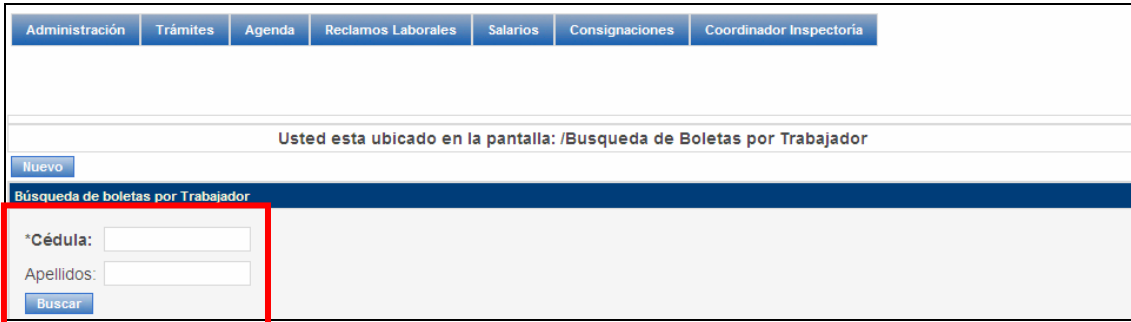 Administración Trámites Agenda Reclamos Laborales Salarios Consignaciones Coordinador Inspectoría
Usted esta ubicado en la pantalla: /Busqueda de Boletas por Trabajador
Nuevo
Búsqueda de boletas por Trabajador
*Cédula:
Apellidos:
Buscar